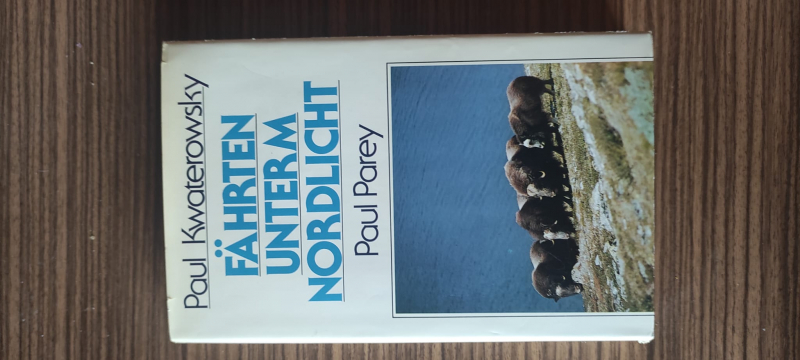 Paul Kwaterowsky
FÄHRTEN
UNTERM
NORDLICHT
Paul Parey